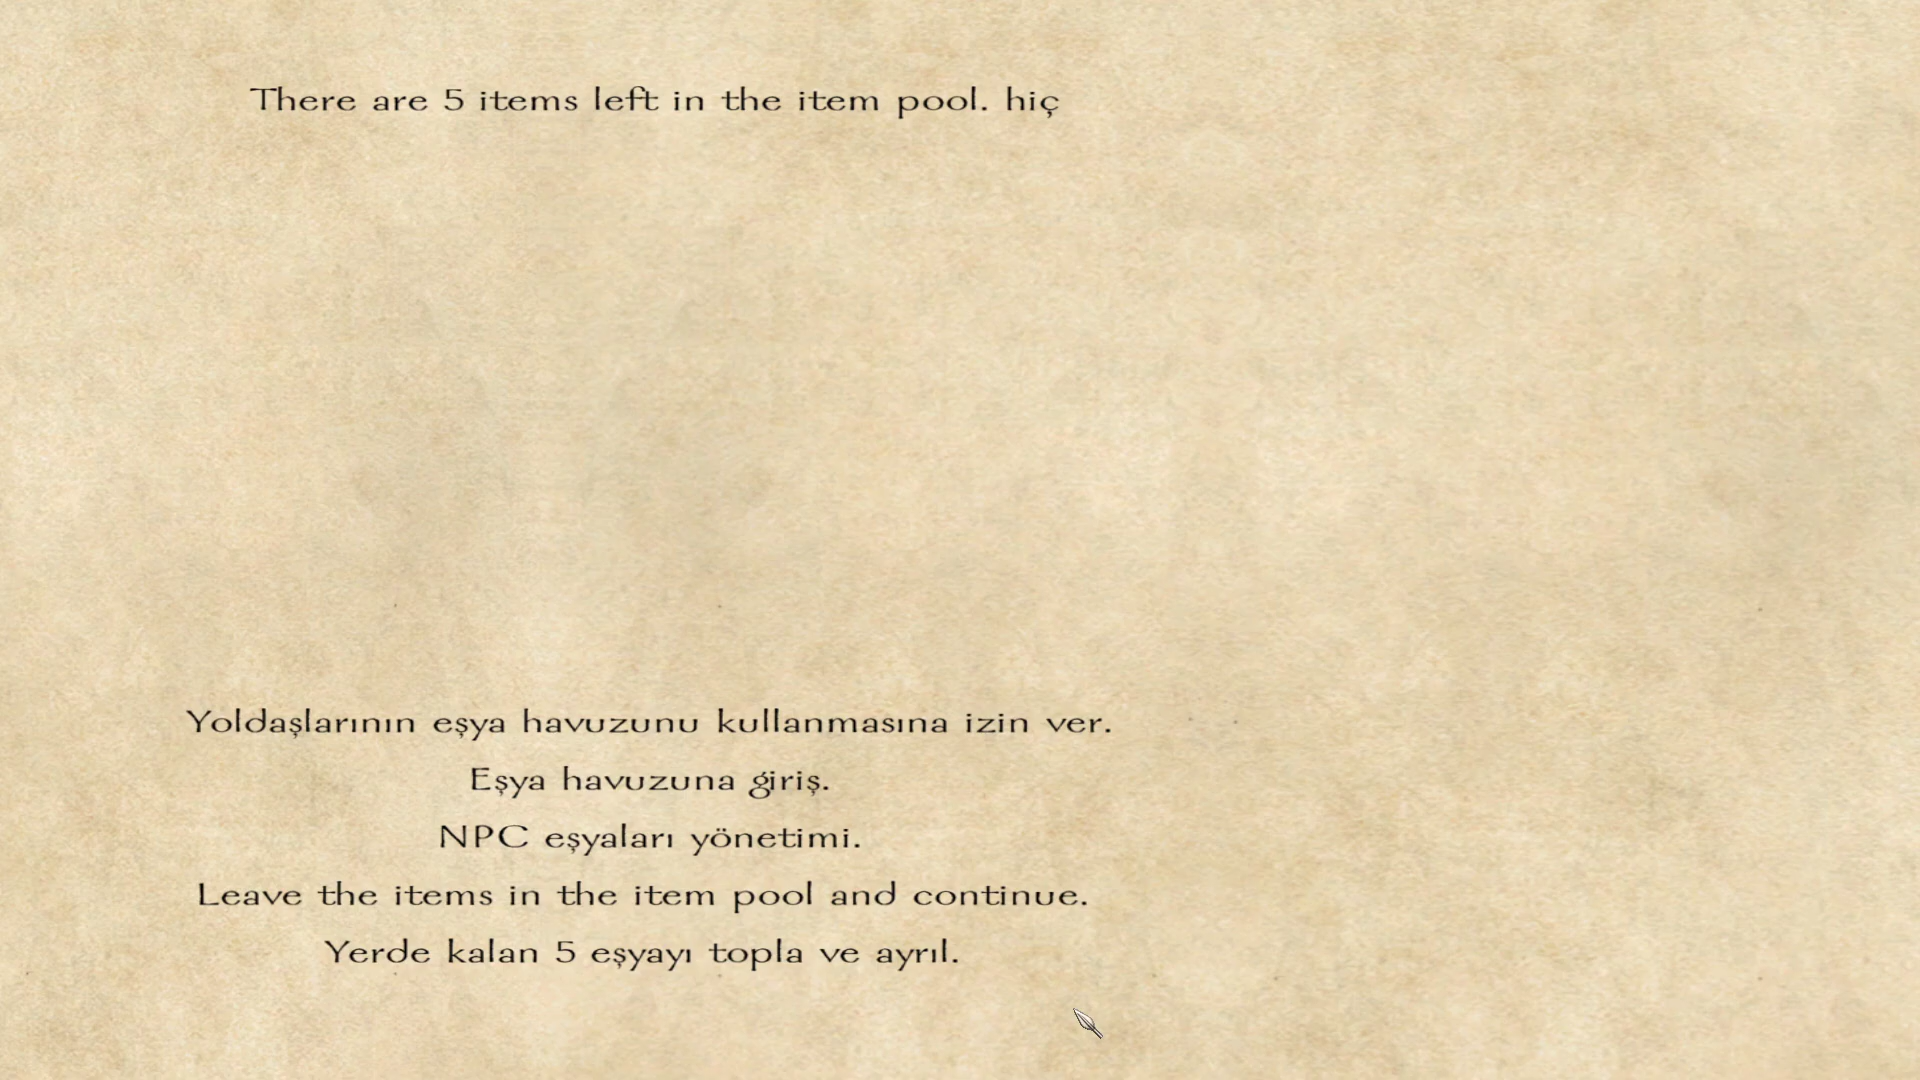 There are 5 items left in the item pool. hiç
Yoldaşlarının eşya havuzunu kullanmasına izin ver.
Eşya havuzuna giriş.
NPC eşyaları yönetimi.
Leave the items in the item pool and continue.
Yerde kalan 5 eşyayı topla ve ayrıl.